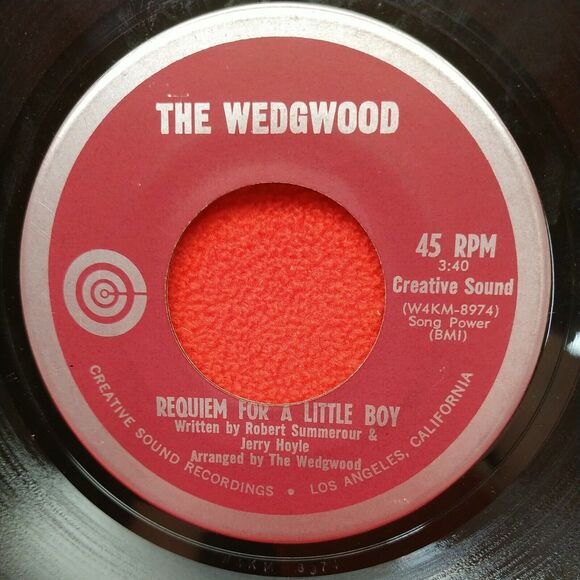 THE WEDGWOOD
45 RPM
3:40
Creative Sound
(W4KM-8974)
Song Power
(BMI)
REQUIEM FOR A LITTLE BOY
Written by Robert Summerour &
Jerry Hoyle
Arranged by The Wedgwood
CREATIVE SOUND RECORDINGS • LOS ANGELES, CALIFORNIA